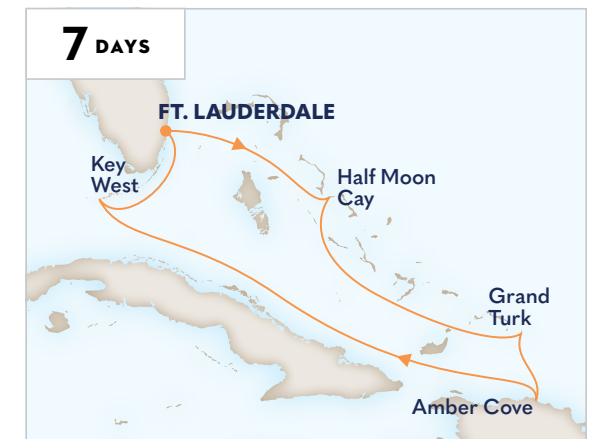 7 DAYS
FT. LAUDERDALE
Key
West
Half Moon
Cay
Grand
Turk
Amber Cove